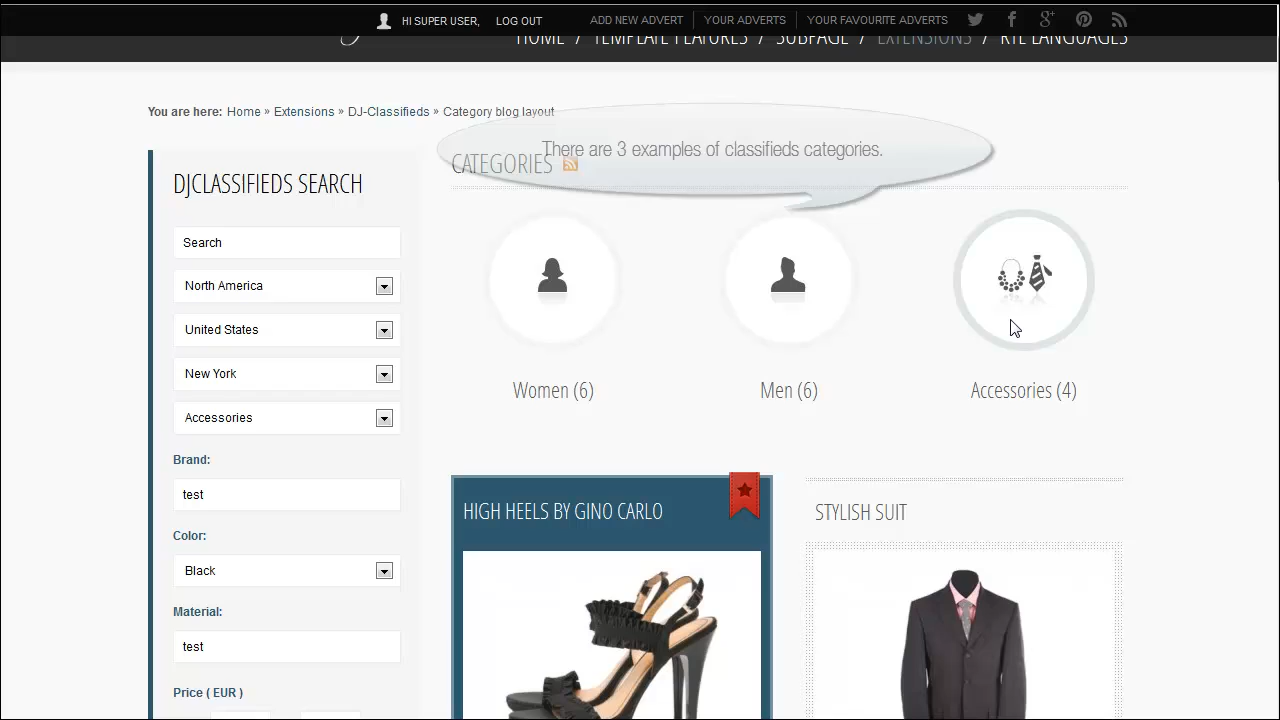 HI SUPER USER, LOG OUT ADD NEW ADVERT YOUR ADVERTS YOUR FAVOURITE ADVERTS
HOME / TEMPLATE FEATURES / SUBPAGE / EXTENSIONS / RTL LANGUAGES
You are here: Home » Extensions » DJ-Classifieds » Category blog layout
There are 3 examples of classifieds categories.
CATEGORIES
DJCLASSIFIEDS SEARCH
Search
North America
United States
New York
Accessories
Brand:
test
Color:
Black
Material:
test
Price ( EUR )
Women (6) Men (6) Accessories (4)
HIGH HEELS BY GINO CARLO
STYLISH SUIT